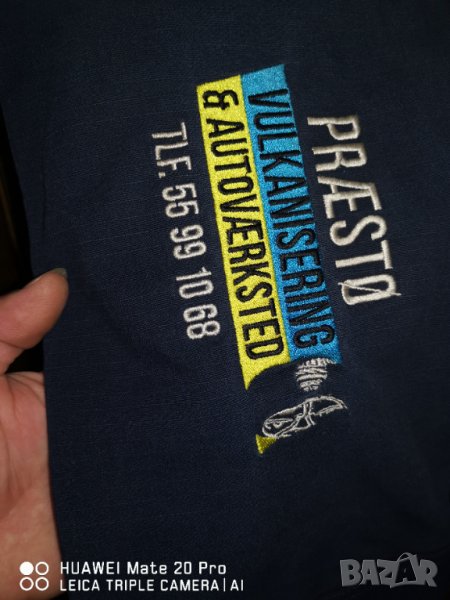 PRÆSTØ
VULKANISERING
& AUTOVÆRKSTED
TLF. 55 99 10 68
HUAWEI Mate 20 Pro
LEICA TRIPLE CAMERA | AI
BAZAR